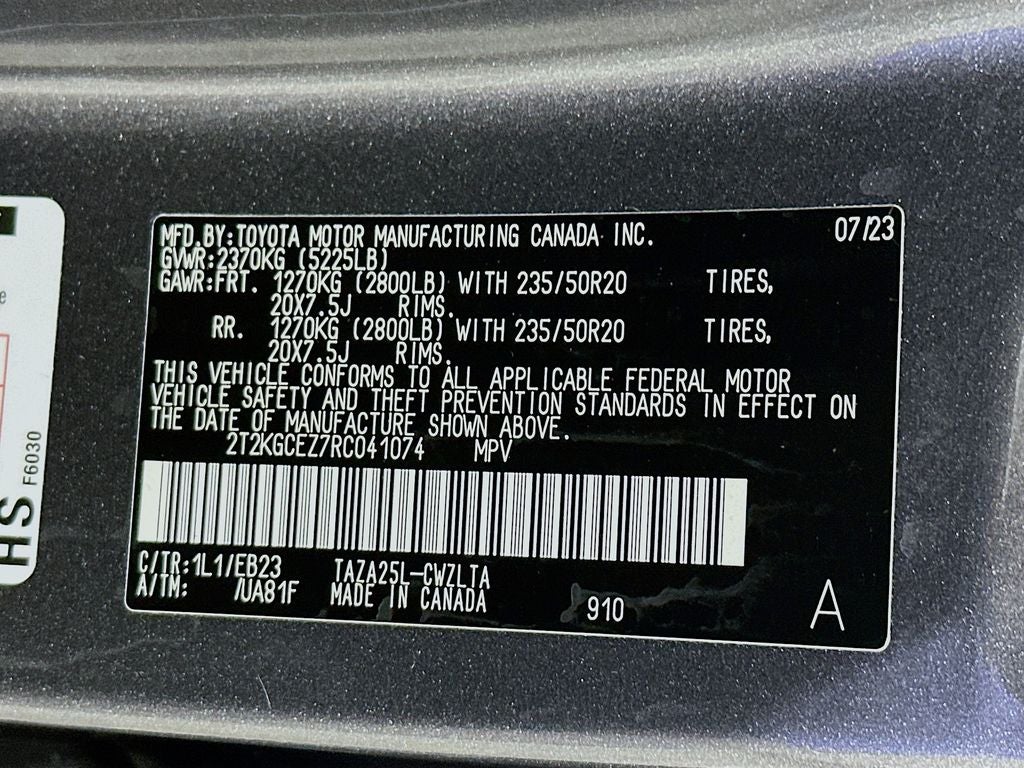 MFD.BY:TOYOTA MOTOR MANUFACTURING CANADA INC. 07/23
GVWR:2370KG (5225LB)
GAWR:FRT. 1270KG (2800LB) WITH 235/50R20 TIRES,
20X7.5J RIMS.
RR. 1270KG (2800LB) WITH 235/50R20 TIRES,
20X7.5J RIMS.
THIS VEHICLE CONFORMS TO ALL APPLICABLE FEDERAL MOTOR
VEHICLE SAFETY AND THEFT PREVENTION STANDARDS IN EFFECT ON
THE DATE OF MANUFACTURE SHOWN ABOVE.
2T2KGCEZ7RC041074 MPV
C/TR:1L1/EB23 TAZA25L-CWZLTA
A/TM: /UA81F MADE IN CANADA 910 A
HS F6030